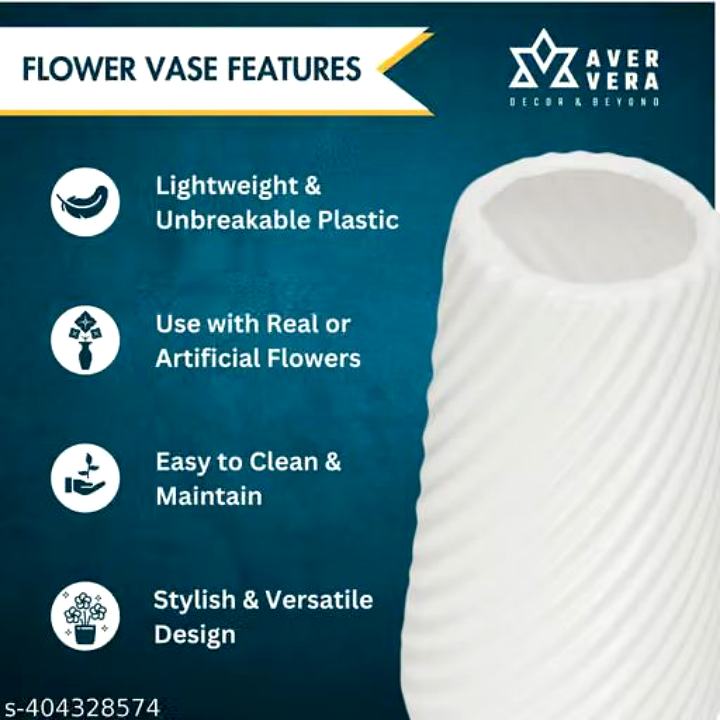 FLOWER VASE FEATURES
AVER
VERA
DECOR & BEYOND
Lightweight &
Unbreakable Plastic
Use with Real or
Artificial Flowers
Easy to Clean &
Maintain
Stylish & Versatile
Design
s-404328574